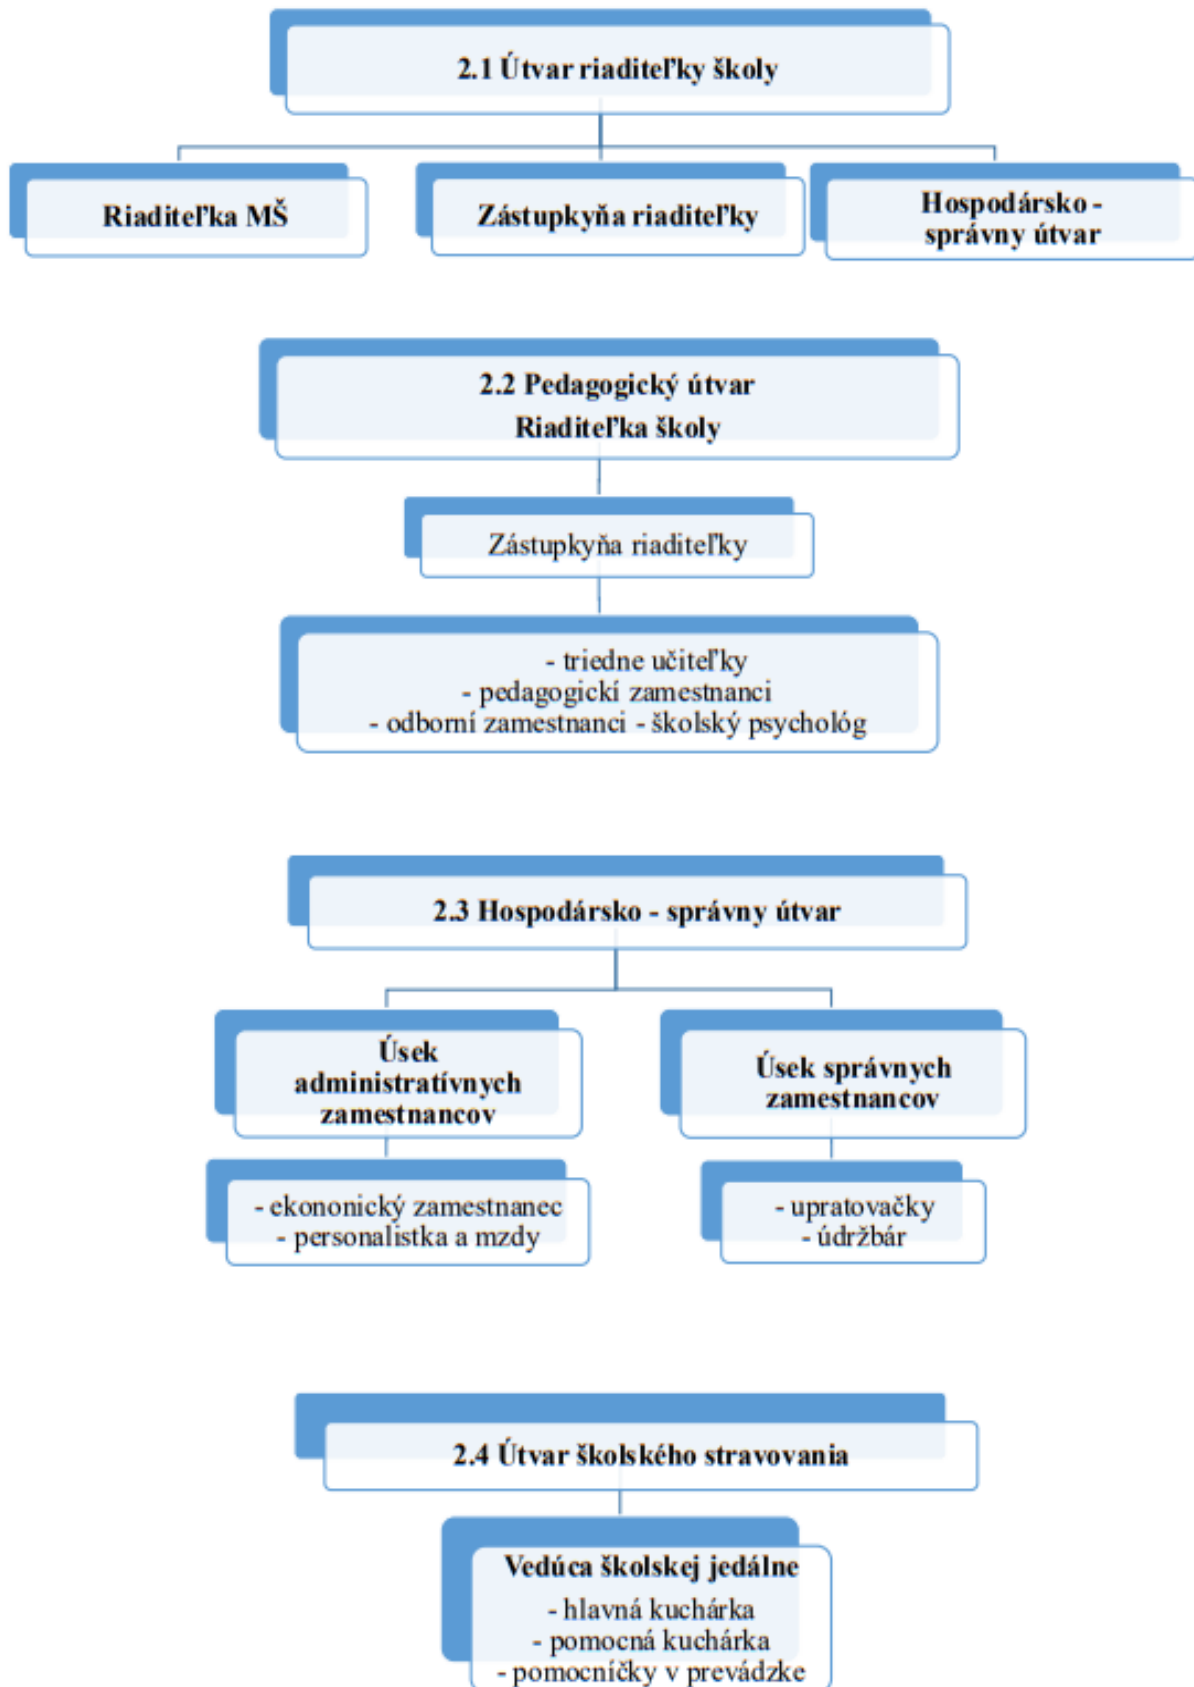 2.1 Útvar riaditeľky školy
Riaditeľka MŠ
Zástupkyňa riaditeľky
Hospodársko -
správny útvar
2.2 Pedagogický útvar
Riaditeľka školy
Zástupkyňa riaditeľky
- triedne učiteľky
- pedagogickí zamestnanci
- odborní zamestnanci - školský psychológ
2.3 Hospodársko - správny útvar
Úsek
administratívnych
zamestnancov
Úsek správnych
zamestnancov
- ekononický zamestnanec
- personalistka a mzdy
- upratovačky
- údržbár
2.4 Útvar školského stravovania
Vedúca školskej jedálne
- hlavná kuchárka
- pomocná kuchárka
- pomocníčky v prevádzke